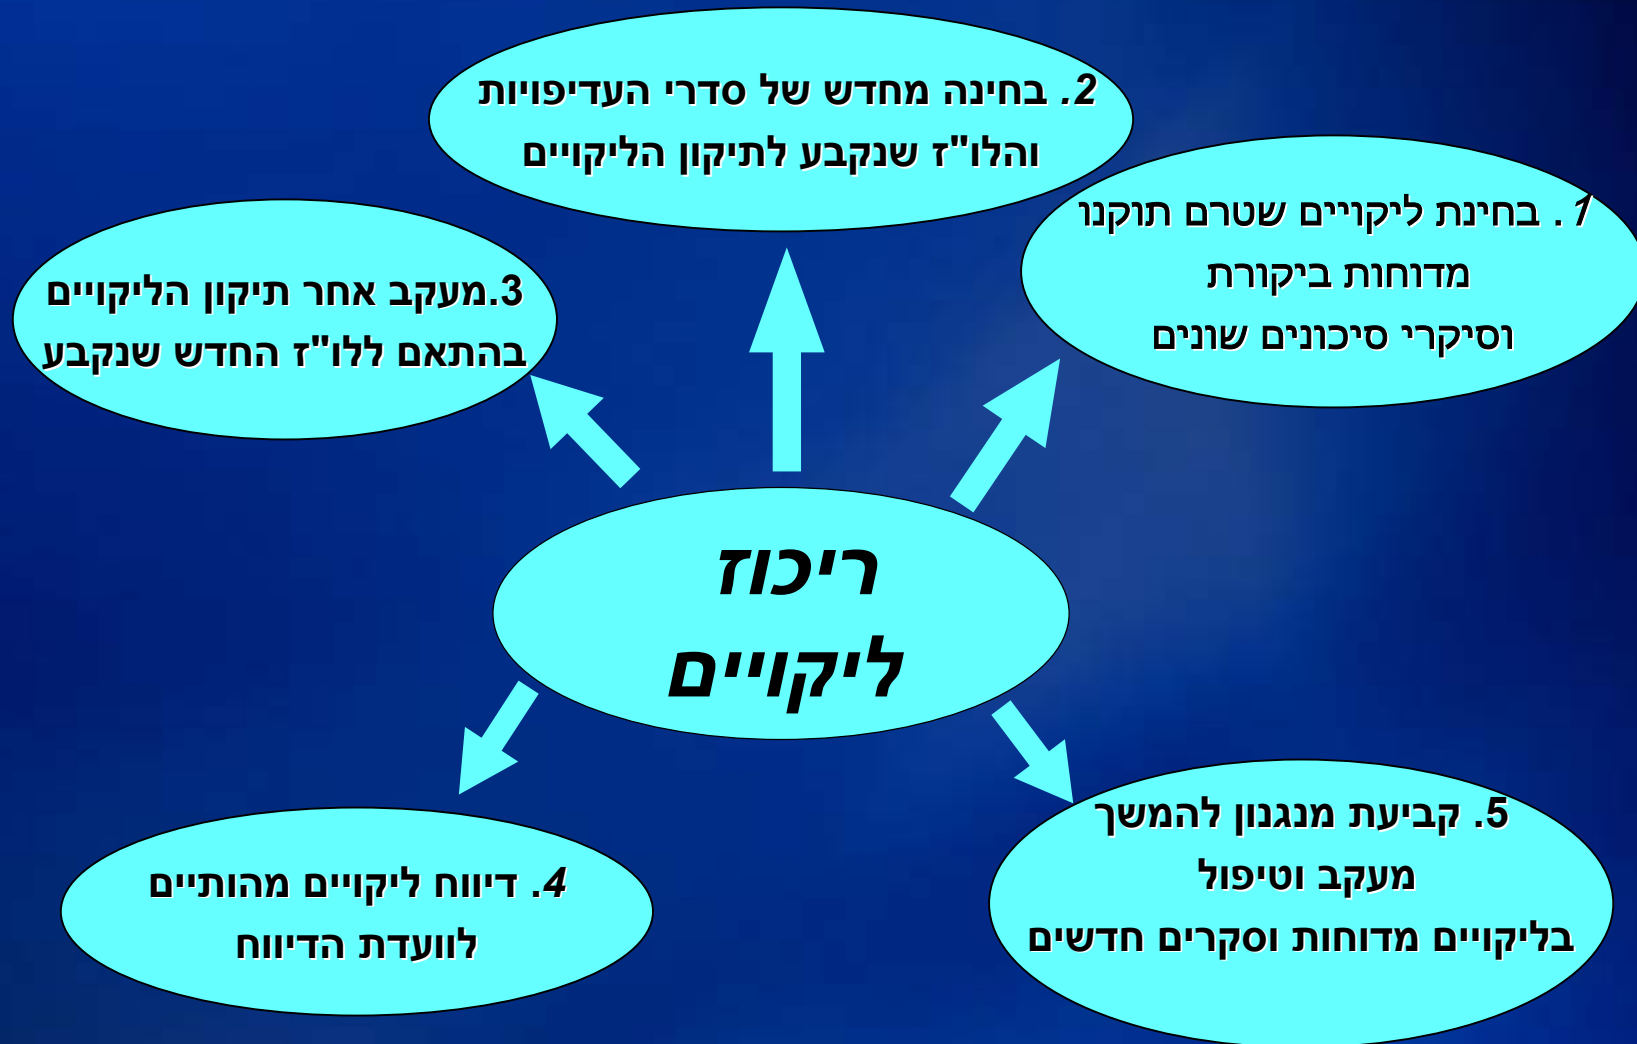 2. בחינה מחדש של סדרי העדיפויות
והלו"ז שנקבע לתיקון הליקויים
1. בחינת ליקויים שטרם תוקנו
מדוחות ביקורת
וסיקרי סיכונים שונים
3.מעקב אחר תיקון הליקויים
בהתאם ללו"ז החדש שנקבע
ריכוז
ליקויים
4. דיווח ליקויים מהותיים
לוועדת הדיווח
5. קביעת מנגנון להמשך
מעקב וטיפול
בליקויים מדוחות וסקרים חדשים